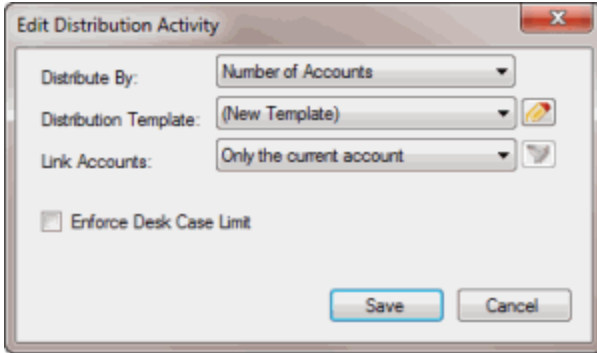 Edit Distribution Activity
Distribute By: Number of Accounts
Distribution Template: (New Template)
Link Accounts: Only the current account
Enforce Desk Case Limit
Save Cancel